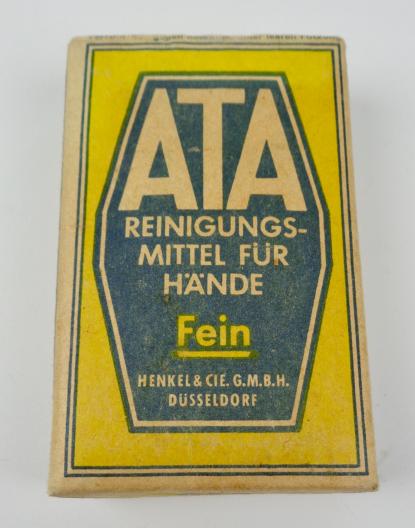 ATA
REINIGUNGS-
MITTEL FÜR
HÄNDE
Fein
HENKEL & CIE. G.M.B.H.
DÜSSELDORF